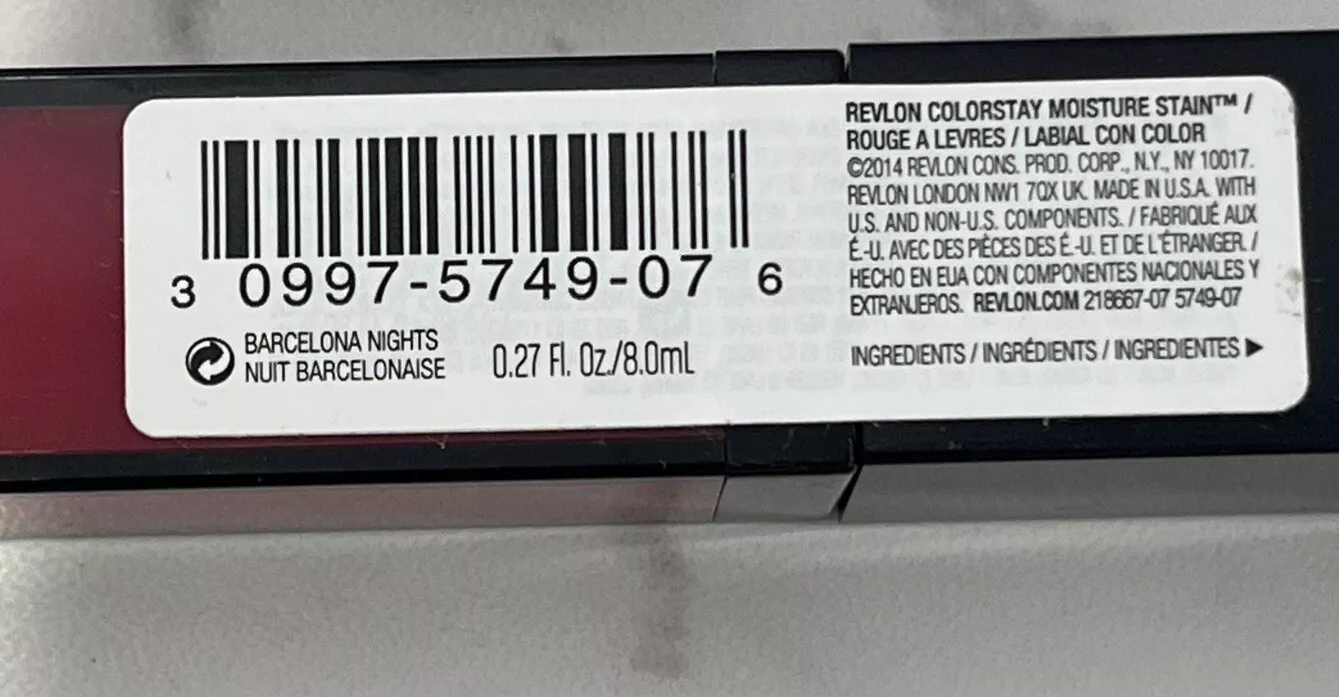 3 0997-5749-07 6
BARCELONA NIGHTS
NUIT BARCELONAISE
0.27 Fl. Oz./8.0mL
REVLON COLORSTAY MOISTURE STAIN™ /
ROUGE A LEVRES / LABIAL CON COLOR
©2014 REVLON CONS. PROD. CORP., N.Y., NY 10017.
REVLON LONDON NW1 7QX UK. MADE IN U.S.A. WITH
U.S. AND NON-U.S. COMPONENTS. / FABRIQUÉ AUX
É.-U. AVEC DES PIÈCES DES É.-U. ET DE L'ÉTRANGER. /
HECHO EN EUA CON COMPONENTES NACIONALES Y
EXTRANJEROS. REVLON.COM 218667-07 5749-07
INGREDIENTS / INGRÉDIENTS / INGREDIENTES ▶